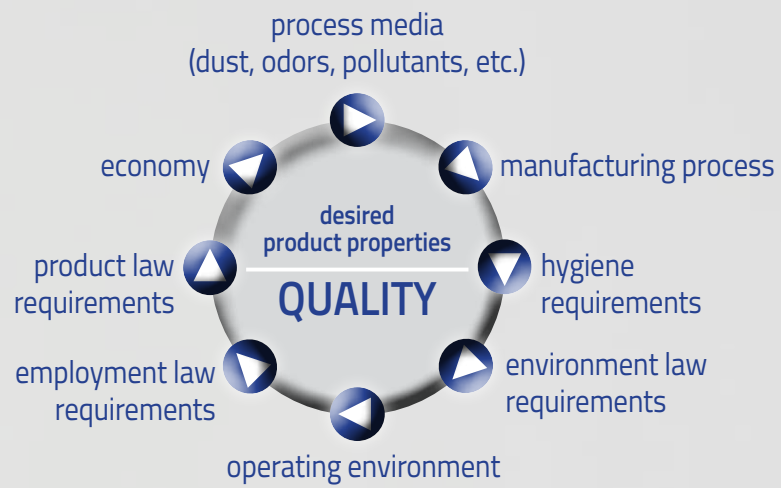 process media
(dust, odors, pollutants, etc.)
economy
manufacturing process
desired
product properties
QUALITY
product law
requirements
hygiene
requirements
employment law
requirements
environment law
requirements
operating environment